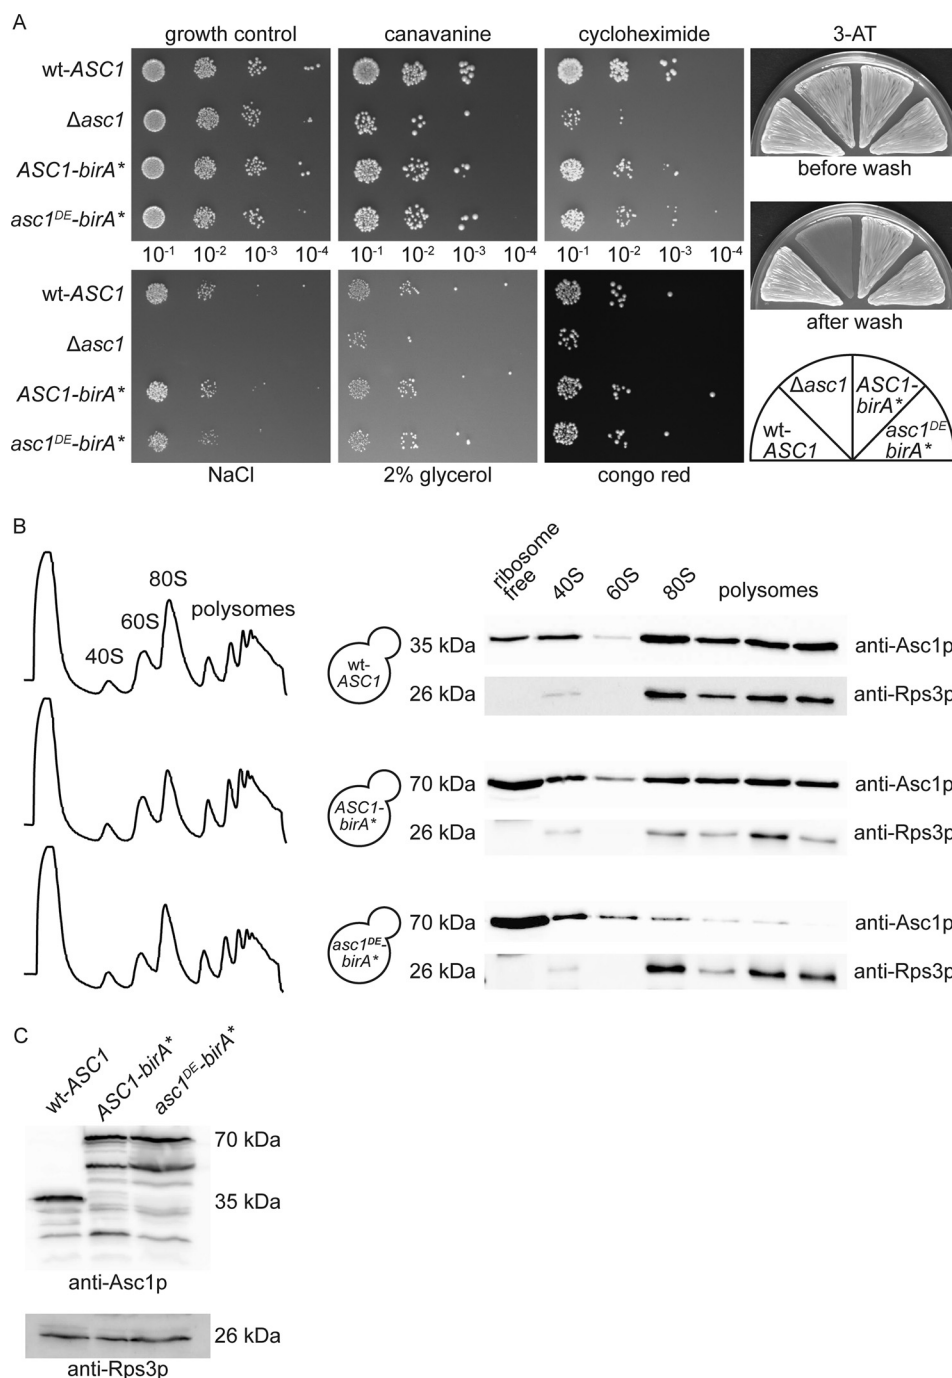 A
growth control canavanine cycloheximide 3-AT
wt-ASC1
Δasc1
ASC1-birA*
asc1ᴰᴱ-birA*
before wash
10⁻¹ 10⁻² 10⁻³ 10⁻⁴ 10⁻¹ 10⁻² 10⁻³ 10⁻⁴ 10⁻¹ 10⁻² 10⁻³ 10⁻⁴
wt-ASC1
Δasc1
ASC1-birA*
asc1ᴰᴱ-birA*
NaCl 2% glycerol congo red
after wash
wt-
ASC1
Δasc1
ASC1-
birA*
asc1ᴰᴱ
birA*
B
40S
60S
80S
polysomes
ribosome
free
40S
60S
80S
polysomes
wt-
ASC1
35 kDa anti-Asc1p
26 kDa anti-Rps3p
ASC1-
birA*
70 kDa anti-Asc1p
26 kDa anti-Rps3p
asc1ᴰᴱ-
birA*
70 kDa anti-Asc1p
26 kDa anti-Rps3p
C
wt-ASC1
ASC1-birA*
asc1ᴰᴱ-birA*
70 kDa
35 kDa
anti-Asc1p
26 kDa
anti-Rps3p